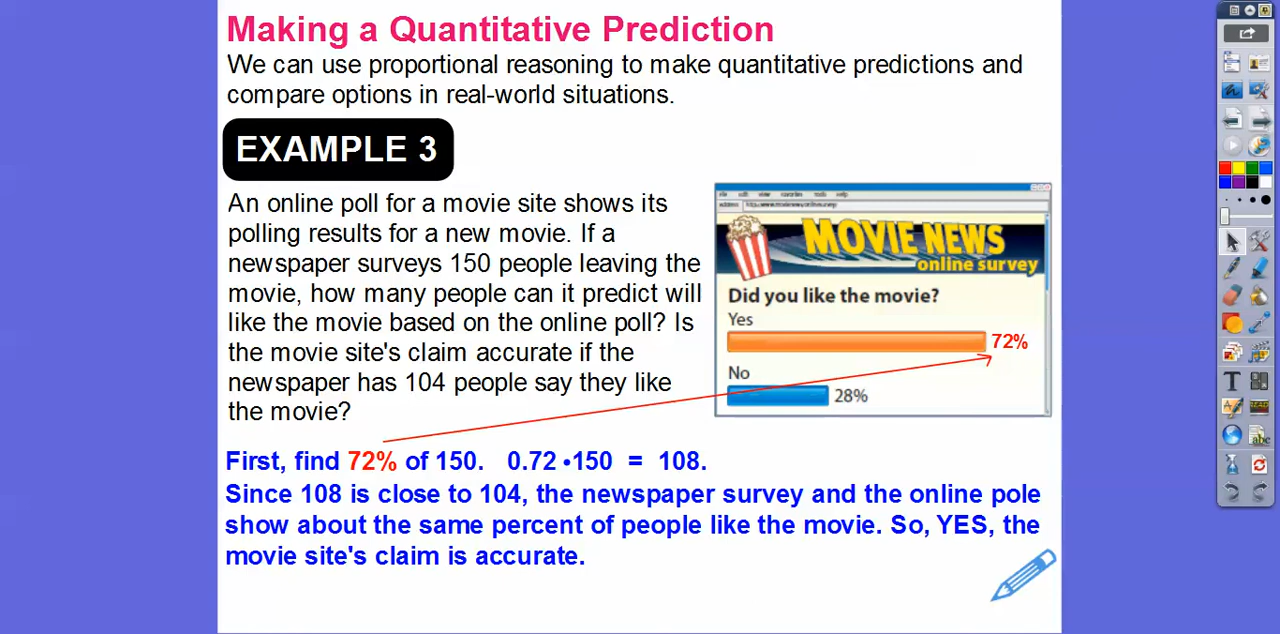 Making a Quantitative Prediction
We can use proportional reasoning to make quantitative predictions and
compare options in real-world situations.
EXAMPLE 3
An online poll for a movie site shows its
polling results for a new movie. If a
newspaper surveys 150 people leaving the
movie, how many people can it predict will
like the movie based on the online poll? Is
the movie site's claim accurate if the
newspaper has 104 people say they like
the movie?
MOVIE NEWS
online survey
Did you like the movie?
Yes
72%
No
28%
First, find 72% of 150. 0.72 •150 = 108.
Since 108 is close to 104, the newspaper survey and the online pole
show about the same percent of people like the movie. So, YES, the
movie site's claim is accurate.